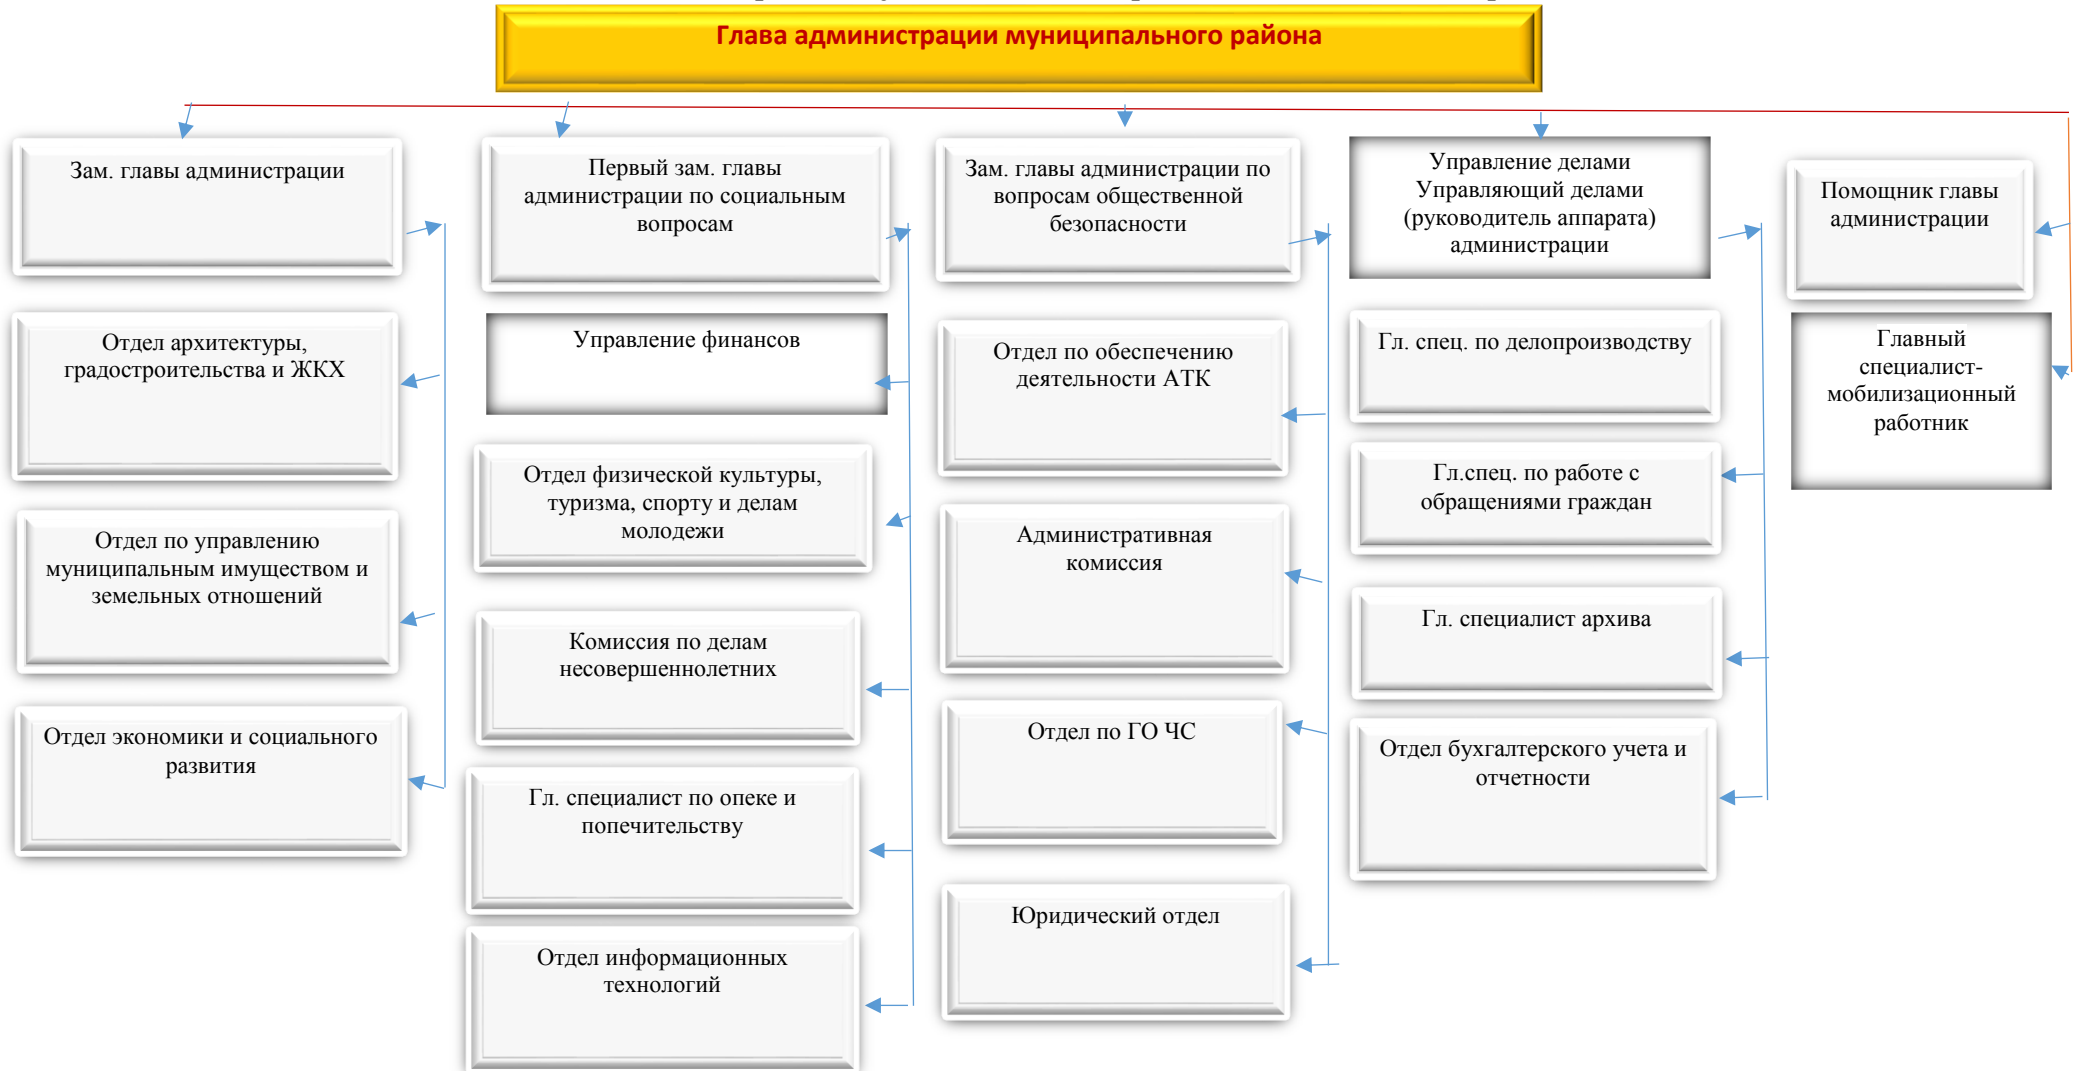 Глава администрации муниципального района
Зам. главы администрации
Отдел архитектуры,
градостроительства и ЖКХ
Отдел по управлению
муниципальным имуществом и
земельных отношений
Отдел экономики и социального
развития
Первый зам. главы
администрации по социальным
вопросам
Управление финансов
Отдел физической культуры,
туризма, спорту и делам
молодежи
Комиссия по делам
несовершеннолетних
Гл. специалист по опеке и
попечительству
Отдел информационных
технологий
Зам. главы администрации по
вопросам общественной
безопасности
Отдел по обеспечению
деятельности АТК
Административная
комиссия
Отдел по ГО ЧС
Юридический отдел
Управление делами
Управляющий делами
(руководитель аппарата)
администрации
Гл. спец. по делопроизводству
Гл.спец. по работе с
обращениями граждан
Гл. специалист архива
Отдел бухгалтерского учета и
отчетности
Помощник главы
администрации
Главный
специалист-
мобилизационный
работник